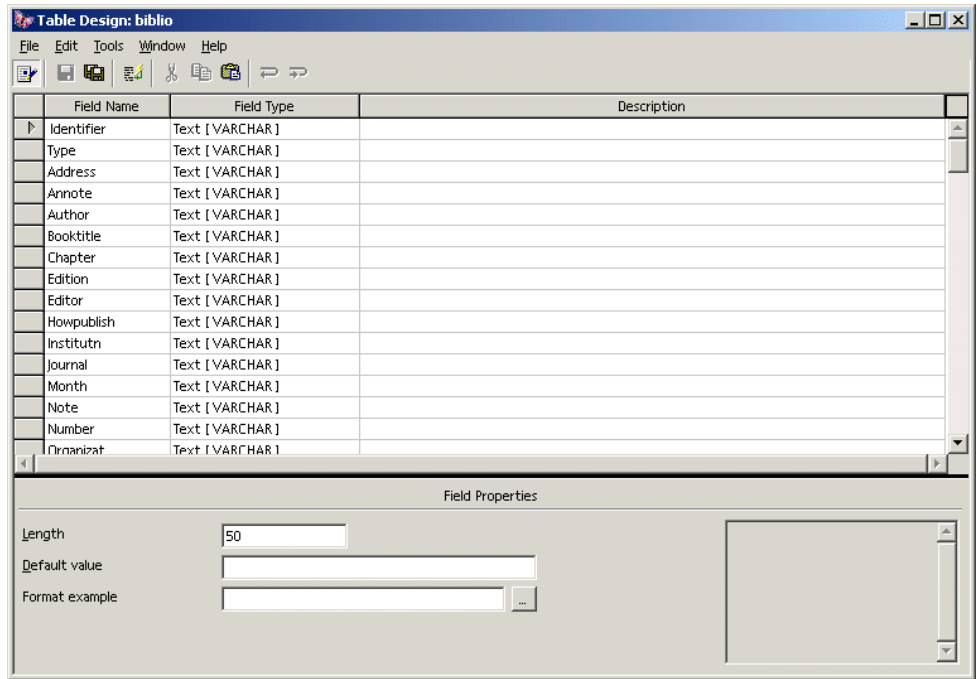 Table Design: biblio
File Edit Tools Window Help
Field Name Field Type Description
Identifier Text [ VARCHAR ]
Type Text [ VARCHAR ]
Address Text [ VARCHAR ]
Annote Text [ VARCHAR ]
Author Text [ VARCHAR ]
Booktitle Text [ VARCHAR ]
Chapter Text [ VARCHAR ]
Edition Text [ VARCHAR ]
Editor Text [ VARCHAR ]
Howpublish Text [ VARCHAR ]
Institutn Text [ VARCHAR ]
Journal Text [ VARCHAR ]
Month Text [ VARCHAR ]
Note Text [ VARCHAR ]
Number Text [ VARCHAR ]
Organizat Text [ VARCHAR ]
Field Properties
Length 50
Default value
Format example ...